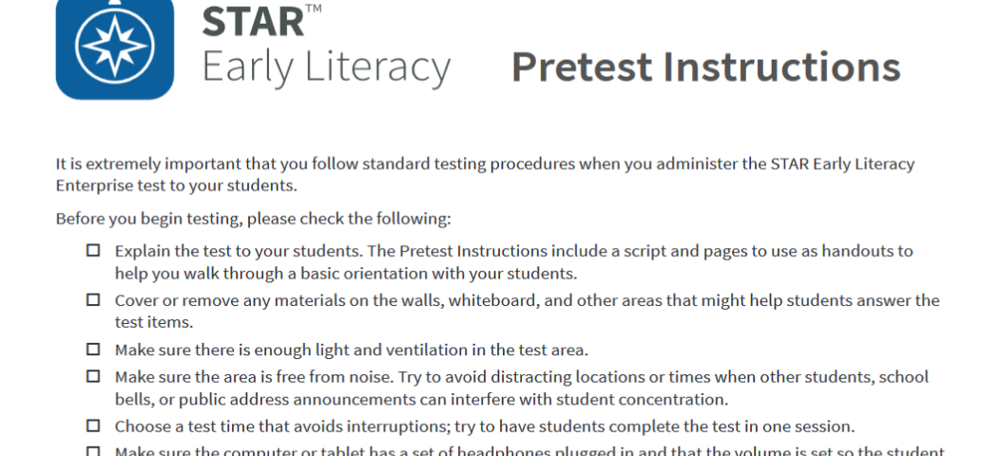 STAR™
Early Literacy
Pretest Instructions
It is extremely important that you follow standard testing procedures when you administer the STAR Early Literacy
Enterprise test to your students.
Before you begin testing, please check the following:
Explain the test to your students. The Pretest Instructions include a script and pages to use as handouts to
help you walk through a basic orientation with your students.
Cover or remove any materials on the walls, whiteboard, and other areas that might help students answer the
test items.
Make sure there is enough light and ventilation in the test area.
Make sure the area is free from noise. Try to avoid distracting locations or times when other students, school
bells, or public address announcements can interfere with student concentration.
Choose a test time that avoids interruptions; try to have students complete the test in one session.
Make sure the computer or tablet has a set of headphones plugged in and that the volume is set so the student